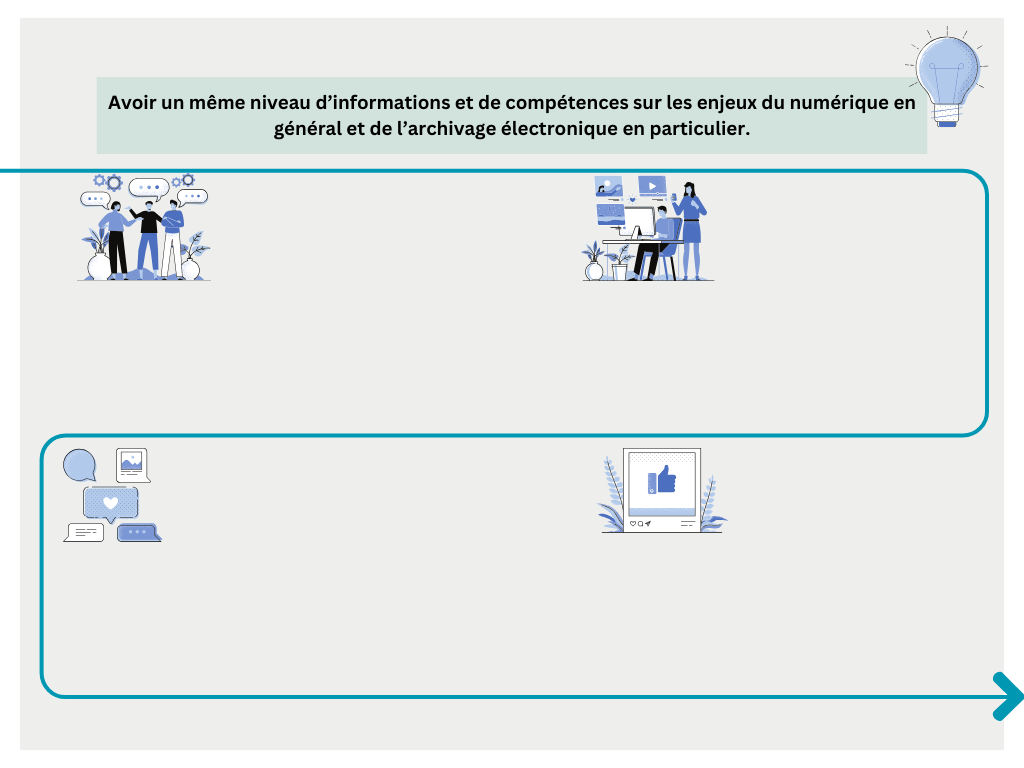 Avoir un même niveau d’informations et de compétences sur les enjeux du numérique en
général et de l’archivage électronique en particulier.